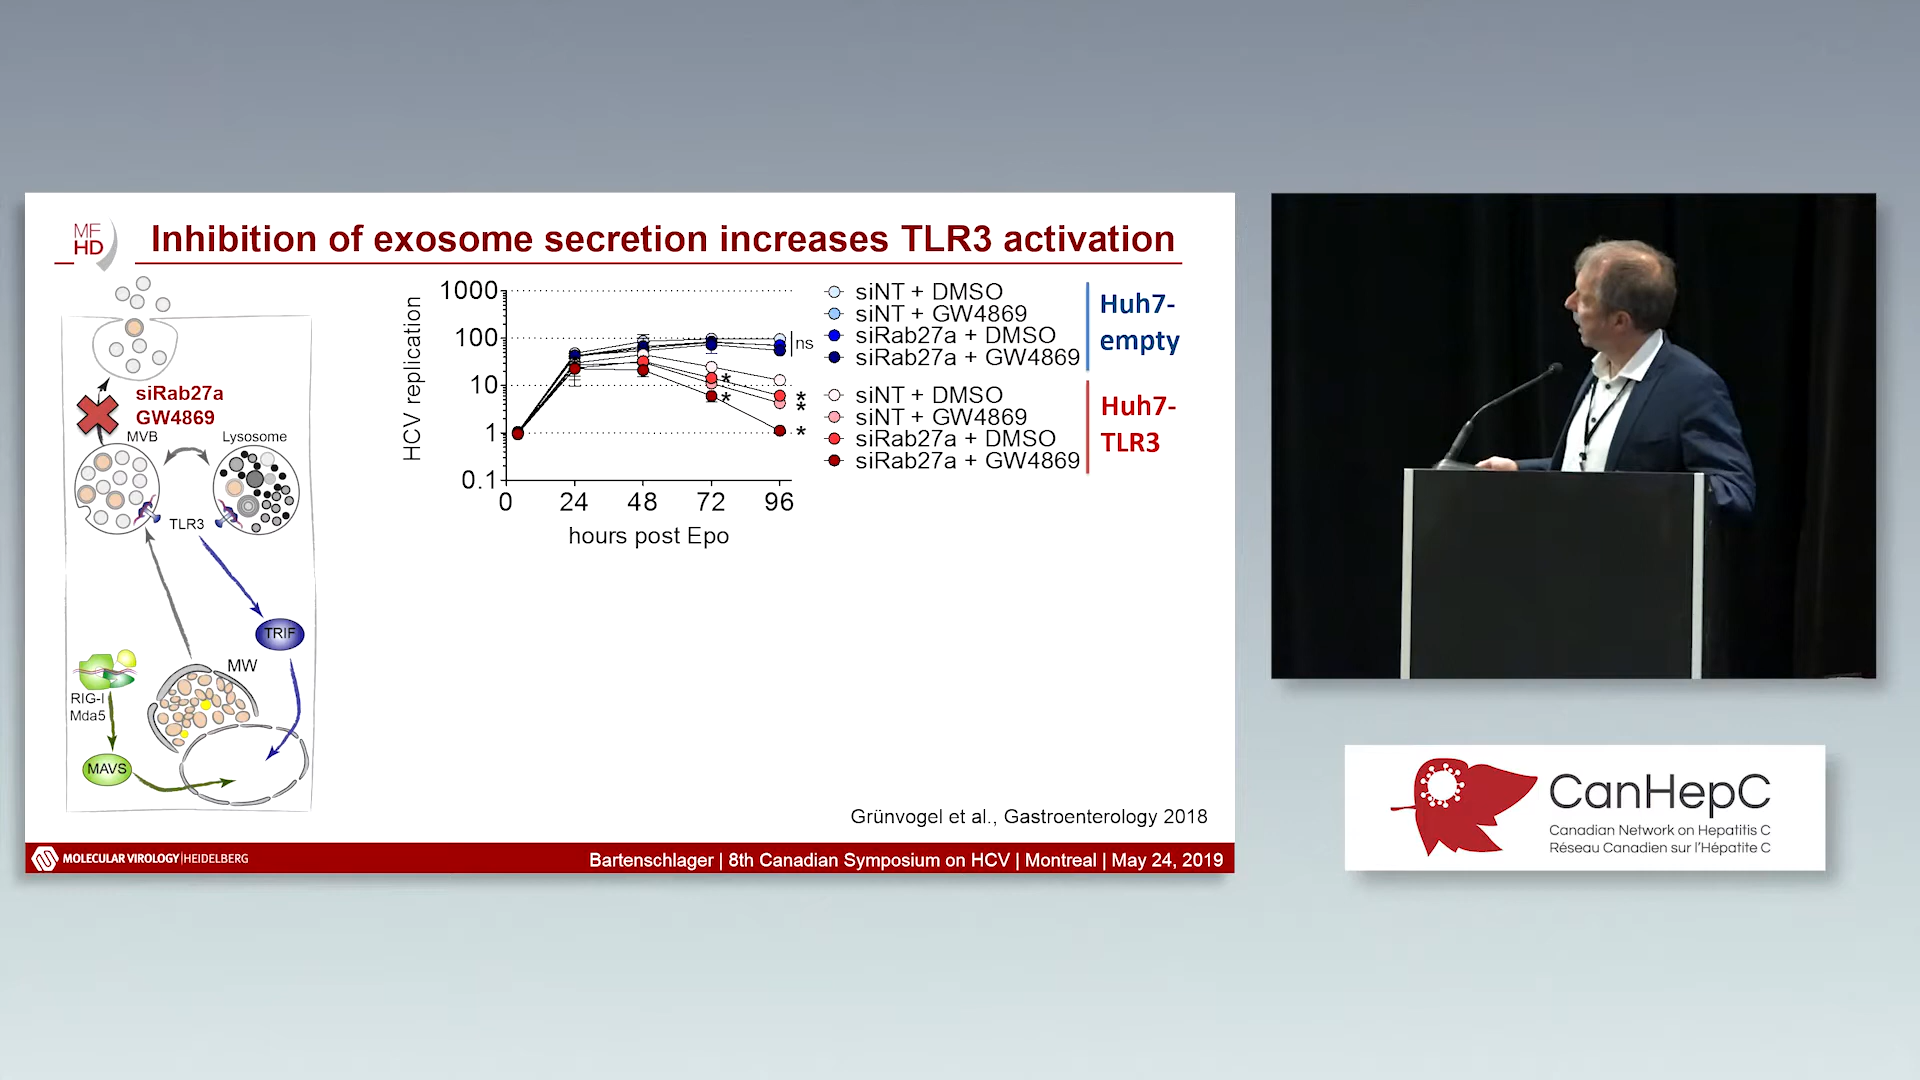 MF
HD
Inhibition of exosome secretion increases TLR3 activation
siRab27a
GW4869
MVB
Lysosome
TLR3
TRIF
MW
RIG-I
Mda5
MAVS
HCV replication
1000
100
10
1
0.1
0 24 48 72 96
hours post Epo
ns
*
*
*
*
*
siNT + DMSO
siNT + GW4869
siRab27a + DMSO
siRab27a + GW4869
Huh7-
empty
siNT + DMSO
siNT + GW4869
siRab27a + DMSO
siRab27a + GW4869
Huh7-
TLR3
Grünvogel et al., Gastroenterology 2018
MOLECULAR VIROLOGY|HEIDELBERG
Bartenschlager | 8th Canadian Symposium on HCV | Montreal | May 24, 2019
CanHepC
Canadian Network on Hepatitis C
Réseau Canadien sur l'Hépatite C